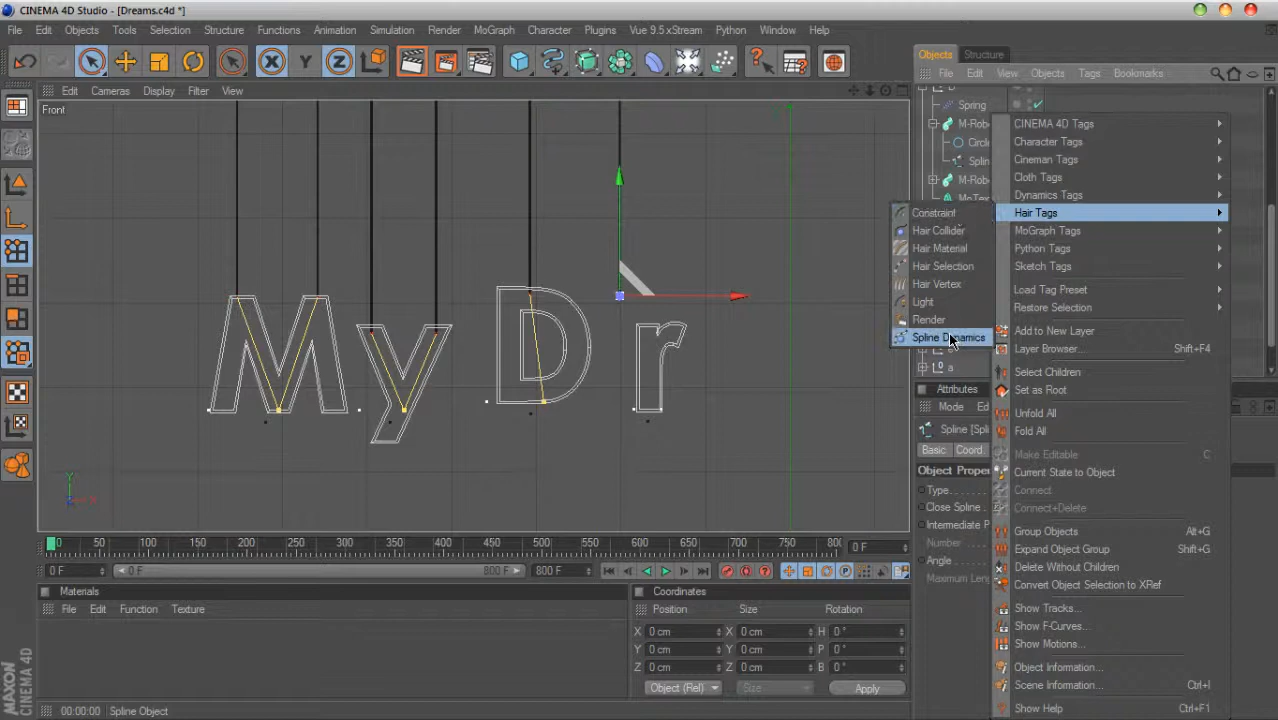 CINEMA 4D Studio - [Dreams.c4d *]
File Edit Objects Tools Selection Structure Functions Animation Simulation Render MoGraph Character Plugins Vue 9.5 xStream Python Window Help
X Y Z
Objects Structure
File Edit View Objects Tags Bookmarks
Edit Cameras Display Filter View
Front
Spring
M-Rob
Circl
Splin
M-Rob
MoTex
a
CINEMA 4D Tags
Character Tags
Cineman Tags
Cloth Tags
Dynamics Tags
Hair Tags
MoGraph Tags
Python Tags
Sketch Tags
Load Tag Preset
Restore Selection
Add to New Layer
Layer Browser... Shift+F4
Select Children
Set as Root
Unfold All
Fold All
Make Editable C
Current State to Object
Connect
Connect+Delete
Group Objects Alt+G
Expand Object Group Shift+G
Delete Without Children
Convert Object Selection to XRef
Show Tracks...
Show F-Curves...
Show Motions...
Object Information...
Scene Information... Ctrl+I
Show Help Ctrl+F1
Constraint
Hair Collider
Hair Material
Hair Selection
Hair Vertex
Light
Render
Spline Dynamics
My Dr
Y
X
Z
Attributes
Mode Ed
Spline [Spli
Basic Coord.
Object Proper
Type
Close Spline
Intermediate P
Number
Angle
Maximum Len
0 50 100 150 200 250 300 350 400 450 500 550 600 650 700 750 800 0 F
0 F 0 F 800 F 800 F
Materials
File Edit Function Texture
Coordinates
Position Size Rotation
X 0 cm X 0 cm H 0 °
Y 0 cm Y 0 cm P 0 °
Z 0 cm Z 0 cm B 0 °
Object (Rel) Size Apply
MAXON
CINEMA 4D
00:00:00 Spline Object